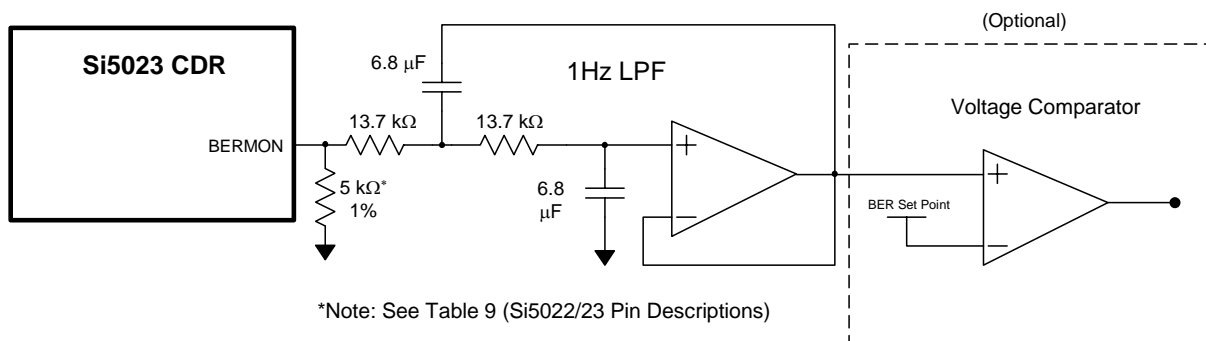 (Optional)
Si5023 CDR
6.8 μF
1Hz LPF
Voltage Comparator
13.7 kΩ
13.7 kΩ
BERMON
+
+
5 kΩ*
1%
6.8
μF
BER Set Point
−
−
*Note: See Table 9 (Si5022/23 Pin Descriptions)